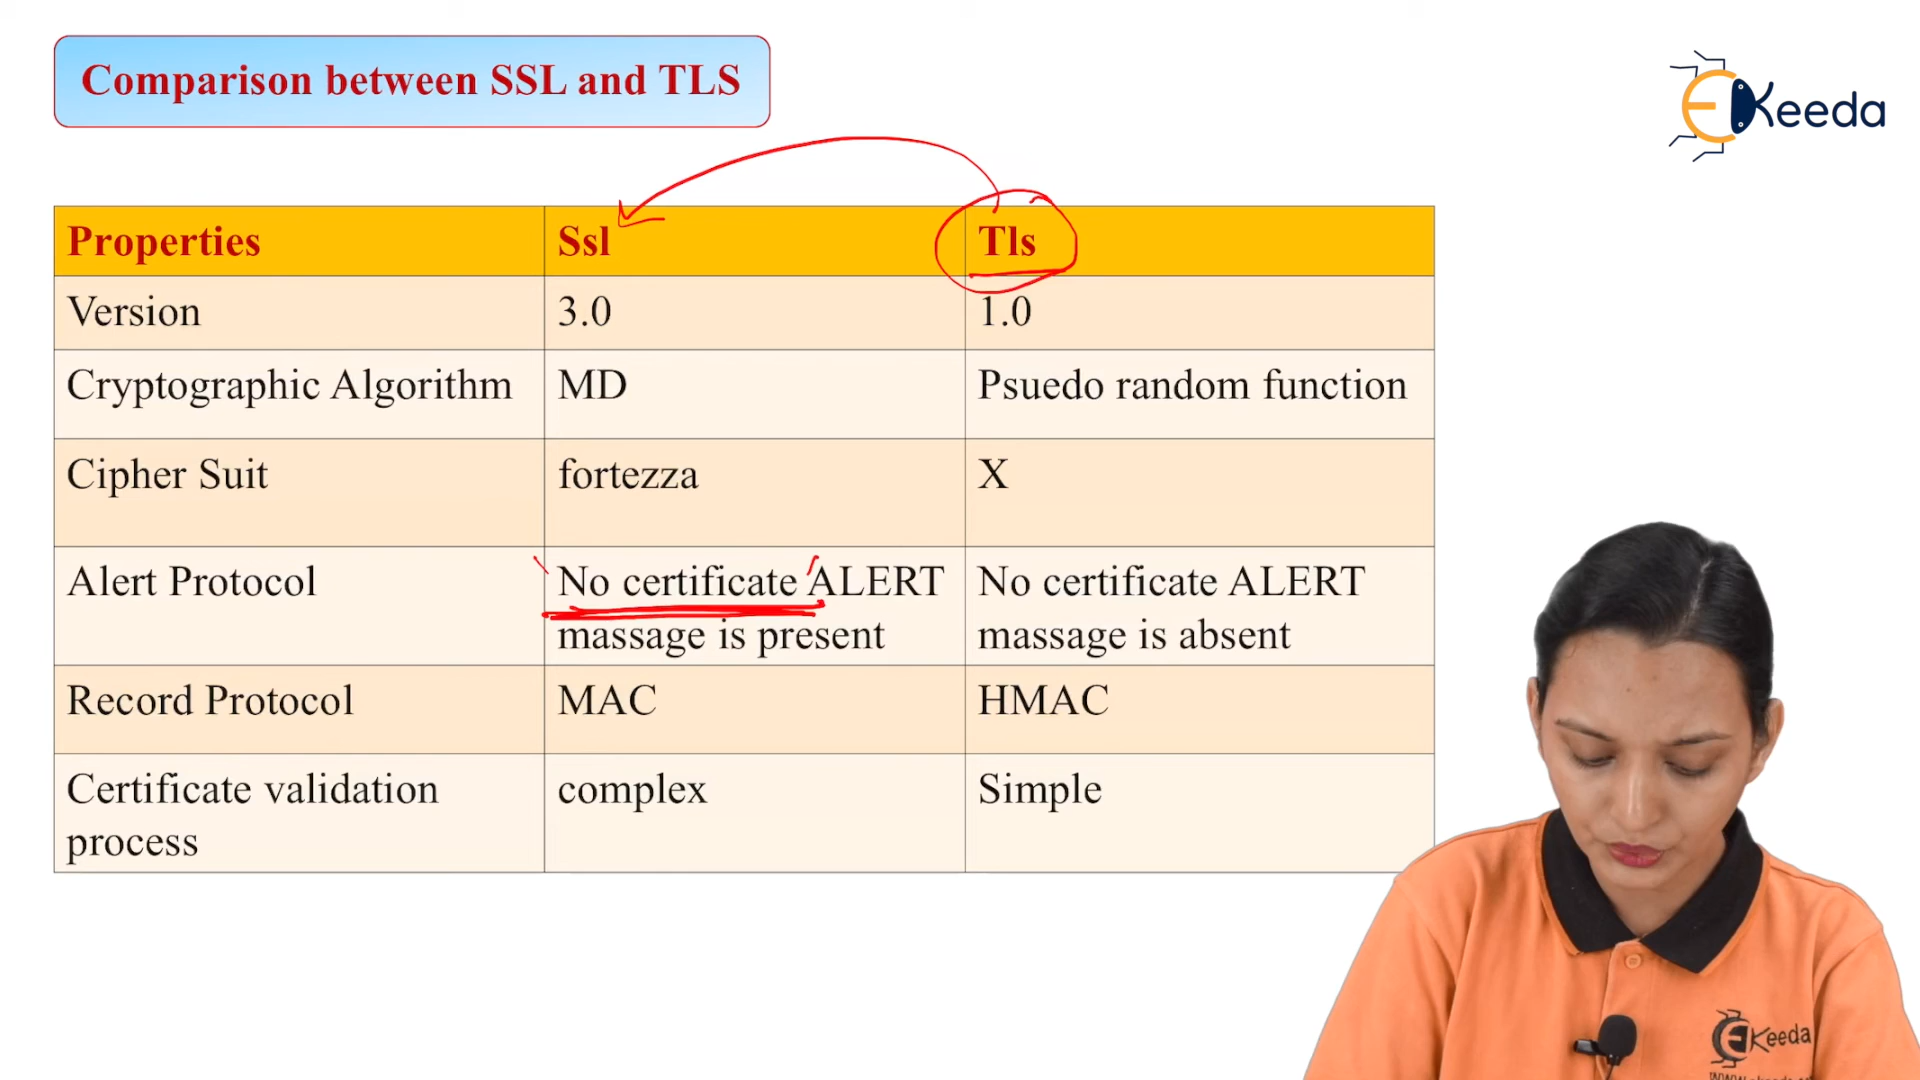 Comparison between SSL and TLS
EKeeda
Properties Ssl Tls
Version 3.0 1.0
Cryptographic Algorithm MD Psuedo random function
Cipher Suit fortezza X
Alert Protocol No certificate ALERT No certificate ALERT
massage is present massage is absent
Record Protocol MAC HMAC
Certificate validation complex Simple
process
EKeeda